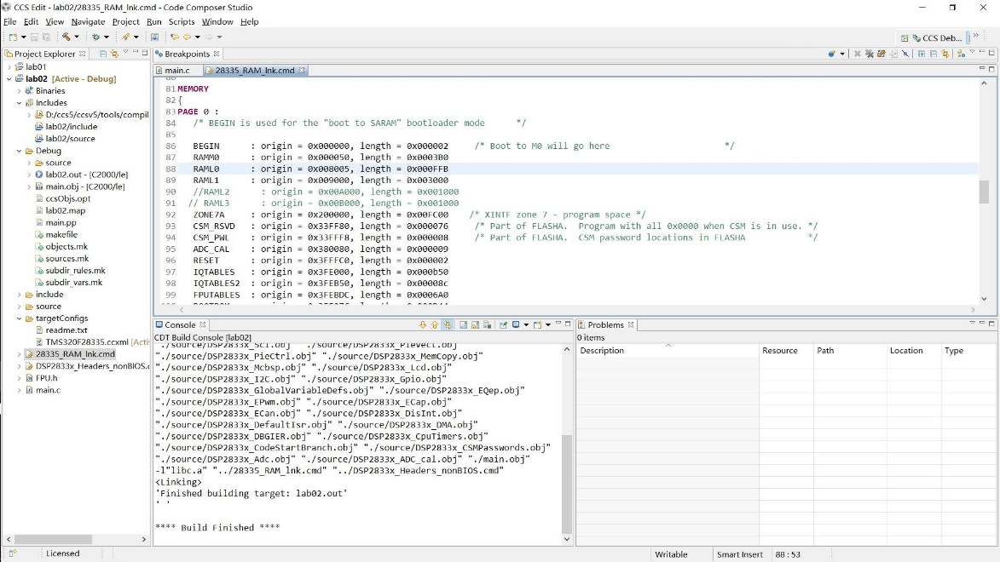 CCS Edit - lab02/28335_RAM_lnk.cmd - Code Composer Studio
File Edit View Navigate Project Run Scripts Window Help
CCS Deb...
Project Explorer
lab01
lab02 [Active - Debug]
Binaries
Includes
D:/ccs5/ccsv5/tools/compil
lab02/include
lab02/source
Debug
source
lab02.out - [C2000/le]
main.obj - [C2000/le]
ccsObjs.opt
lab02.map
main.pp
makefile
objects.mk
sources.mk
subdir_rules.mk
subdir_vars.mk
include
source
targetConfigs
readme.txt
TMS320F28335.ccxml [Acti
28335_RAM_lnk.cmd
DSP2833x_Headers_nonBIOS.c
FPU.h
main.c
Breakpoints
main.c 28335_RAM_lnk.cmd
80
81 MEMORY
82 {
83 PAGE 0 :
84 /* BEGIN is used for the "boot to SARAM" bootloader mode */
85
86 BEGIN : origin = 0x000000, length = 0x000002 /* Boot to M0 will go here */
87 RAMM0 : origin = 0x000050, length = 0x0003B0
88 RAML0 : origin = 0x008005, length = 0x000FFB
89 RAML1 : origin = 0x009000, length = 0x003000
90 //RAML2 : origin = 0x00A000, length = 0x001000
91 // RAML3 : origin = 0x00B000, length = 0x001000
92 ZONE7A : origin = 0x200000, length = 0x00FC00 /* XINTF zone 7 - program space */
93 CSM_RSVD : origin = 0x33FF80, length = 0x000076 /* Part of FLASHA. Program with all 0x0000 when CSM is in use. */
94 CSM_PWL : origin = 0x33FFF8, length = 0x000008 /* Part of FLASHA. CSM password locations in FLASHA */
95 ADC_CAL : origin = 0x380080, length = 0x000009
96 RESET : origin = 0x3FFFC0, length = 0x000002
97 IQTABLES : origin = 0x3FE000, length = 0x000b50
98 IQTABLES2 : origin = 0x3FEB50, length = 0x00008c
99 FPUTABLES : origin = 0x3FEBDC, length = 0x0006A0
Console
CDT Build Console [lab02]
"./source/DSP2833x_Sci.obj" "./source/DSP2833x_PieVect.obj"
"./source/DSP2833x_PieCtrl.obj" "./source/DSP2833x_MemCopy.obj"
"./source/DSP2833x_Mcbsp.obj" "./source/DSP2833x_Lcd.obj"
"./source/DSP2833x_I2C.obj" "./source/DSP2833x_Gpio.obj"
"./source/DSP2833x_GlobalVariableDefs.obj" "./source/DSP2833x_EQep.obj"
"./source/DSP2833x_EPwm.obj" "./source/DSP2833x_ECap.obj"
"./source/DSP2833x_ECan.obj" "./source/DSP2833x_DisInt.obj"
"./source/DSP2833x_DefaultIsr.obj" "./source/DSP2833x_DMA.obj"
"./source/DSP2833x_DBGIER.obj" "./source/DSP2833x_CpuTimers.obj"
"./source/DSP2833x_CodeStartBranch.obj" "./source/DSP2833x_CSMPasswords.obj"
"./source/DSP2833x_Adc.obj" "./source/DSP2833x_ADC_cal.obj" "./main.obj"
-l"libc.a" "../28335_RAM_lnk.cmd" "../DSP2833x_Headers_nonBIOS.cmd"
<Linking>
'Finished building target: lab02.out'
' '
**** Build Finished ****
Problems
0 items
Description Resource Path Location Type
Licensed Writable Smart Insert 88 : 53